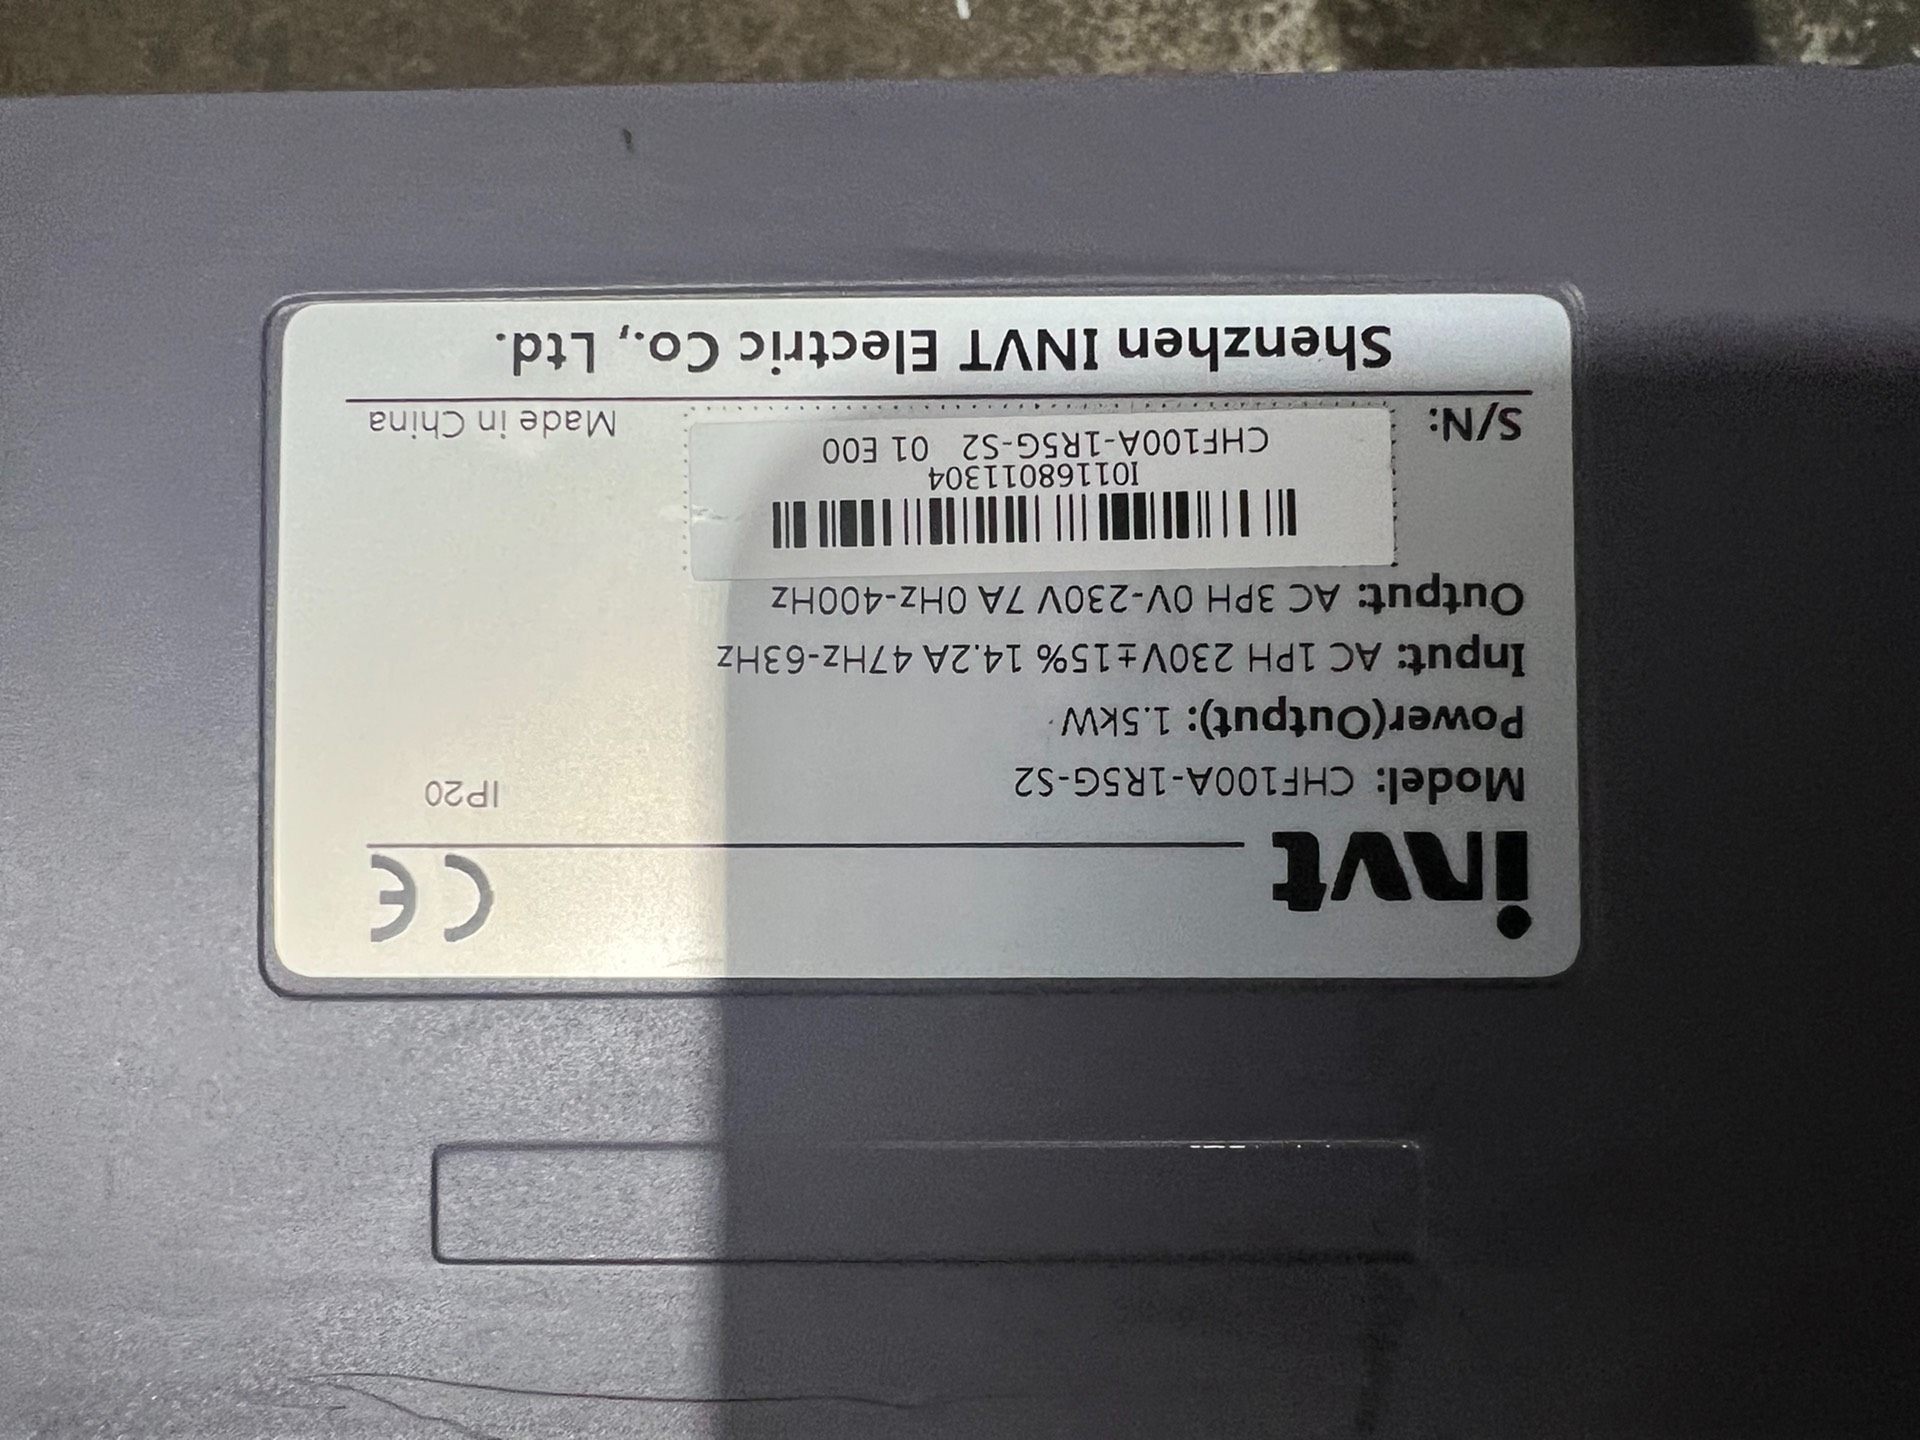 invt
CE
IP20
Model: CHF100A-1R5G-S2
Power(Output): 1.5kW
Input: AC 1PH 230V±15% 14.2A 47Hz-63Hz
Output: AC 3PH 0V-230V 7A 0Hz-400Hz
I01168011304
CHF100A-1R5G-S2 01 E00
S/N:
Made in China
Shenzhen INVT Electric Co., Ltd.